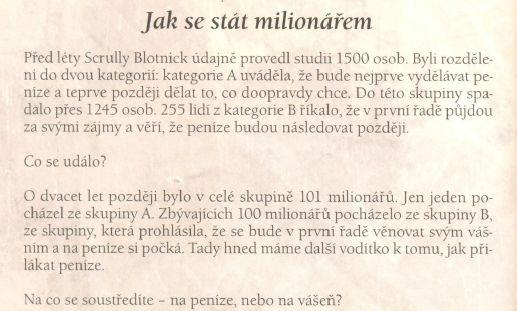 Jak se stát milionářem
Před léty Scrully Blotnick údajně provedl studii 1500 osob. Byli rozděle-
ni do dvou kategorií: kategorie A uváděla, že bude nejprve vydělávat pe-
níze a teprve později dělat to, co doopravdy chce. Do této skupiny spa-
dalo přes 1245 osob. 255 lidí z kategorie B říkalo, že v první řadě půjdou
za svými zájmy a věří, že peníze budou následovat později.
Co se událo?
O dvacet let později bylo v celé skupině 101 milionářů. Jen jeden po-
cházel ze skupiny A. Zbývajících 100 milionářů pocházelo ze skupiny B,
ze skupiny, která prohlásila, že se bude v první řadě věnovat svým váš-
ním a na peníze si počká. Tady hned máme další vodítko k tomu, jak při-
lákat peníze.
Na co se soustředíte – na peníze, nebo na vášeň?